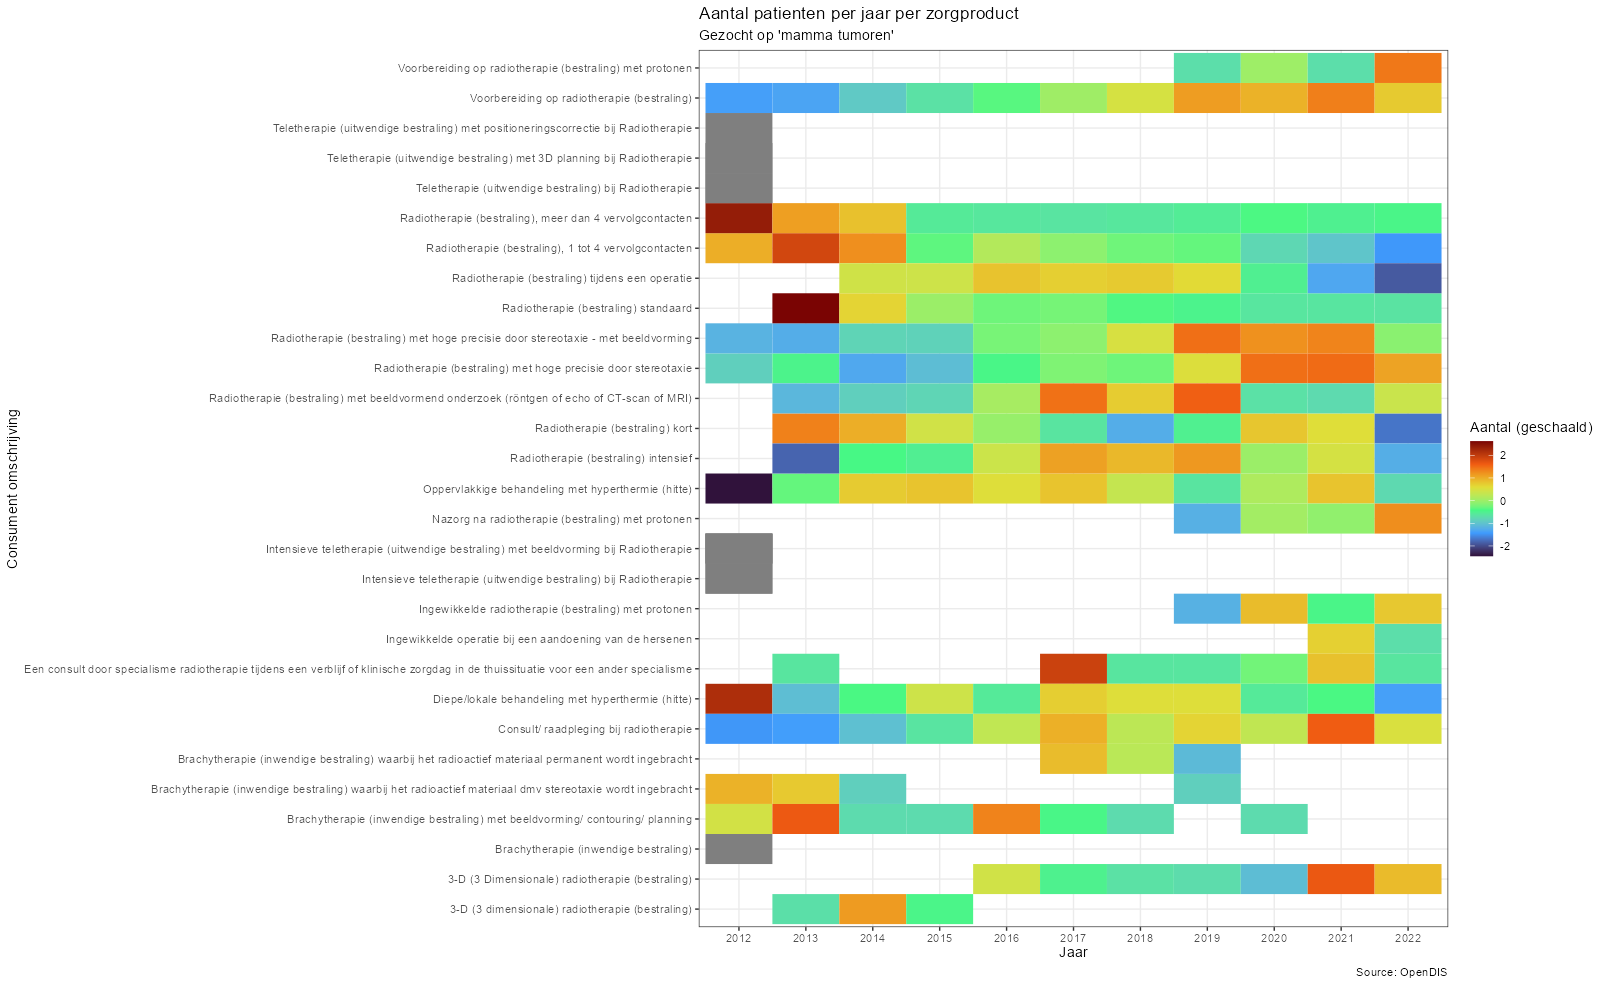 Aantal patienten per jaar per zorgproduct
Gezocht op 'mamma tumoren'
Consument omschrijving
Voorbereiding op radiotherapie (bestraling) met protonen
Voorbereiding op radiotherapie (bestraling)
Teletherapie (uitwendige bestraling) met positioneringscorrectie bij Radiotherapie
Teletherapie (uitwendige bestraling) met 3D planning bij Radiotherapie
Teletherapie (uitwendige bestraling) bij Radiotherapie
Radiotherapie (bestraling), meer dan 4 vervolgcontacten
Radiotherapie (bestraling), 1 tot 4 vervolgcontacten
Radiotherapie (bestraling) tijdens een operatie
Radiotherapie (bestraling) standaard
Radiotherapie (bestraling) met hoge precisie door stereotaxie - met beeldvorming
Radiotherapie (bestraling) met hoge precisie door stereotaxie
Radiotherapie (bestraling) met beeldvormend onderzoek (röntgen of echo of CT-scan of MRI)
Radiotherapie (bestraling) kort
Radiotherapie (bestraling) intensief
Oppervlakkige behandeling met hyperthermie (hitte)
Nazorg na radiotherapie (bestraling) met protonen
Intensieve teletherapie (uitwendige bestraling) met beeldvorming bij Radiotherapie
Intensieve teletherapie (uitwendige bestraling) bij Radiotherapie
Ingewikkelde radiotherapie (bestraling) met protonen
Ingewikkelde operatie bij een aandoening van de hersenen
Een consult door specialisme radiotherapie tijdens een verblijf of klinische zorgdag in de thuissituatie voor een ander specialisme
Diepe/lokale behandeling met hyperthermie (hitte)
Consult/ raadpleging bij radiotherapie
Brachytherapie (inwendige bestraling) waarbij het radioactief materiaal permanent wordt ingebracht
Brachytherapie (inwendige bestraling) waarbij het radioactief materiaal dmv stereotaxie wordt ingebracht
Brachytherapie (inwendige bestraling) met beeldvorming/ contouring/ planning
Brachytherapie (inwendige bestraling)
3-D (3 Dimensionale) radiotherapie (bestraling)
3-D (3 dimensionale) radiotherapie (bestraling)
2012 2013 2014 2015 2016 2017 2018 2019 2020 2021 2022
Jaar
Aantal (geschaald)
2
1
0
-1
-2
Source: OpenDIS